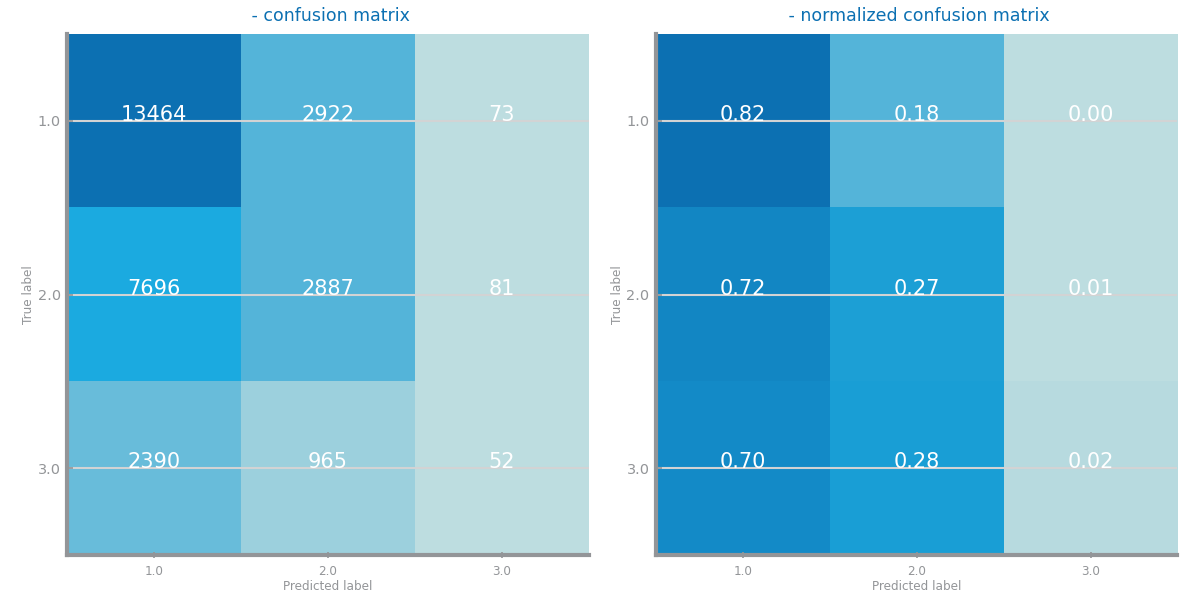 - confusion matrix
1.0 13464 2922 73
2.0 7696 2887 81
3.0 2390 965 52
True label
1.0 2.0 3.0
Predicted label
- normalized confusion matrix
1.0 0.82 0.18 0.00
2.0 0.72 0.27 0.01
3.0 0.70 0.28 0.02
True label
1.0 2.0 3.0
Predicted label